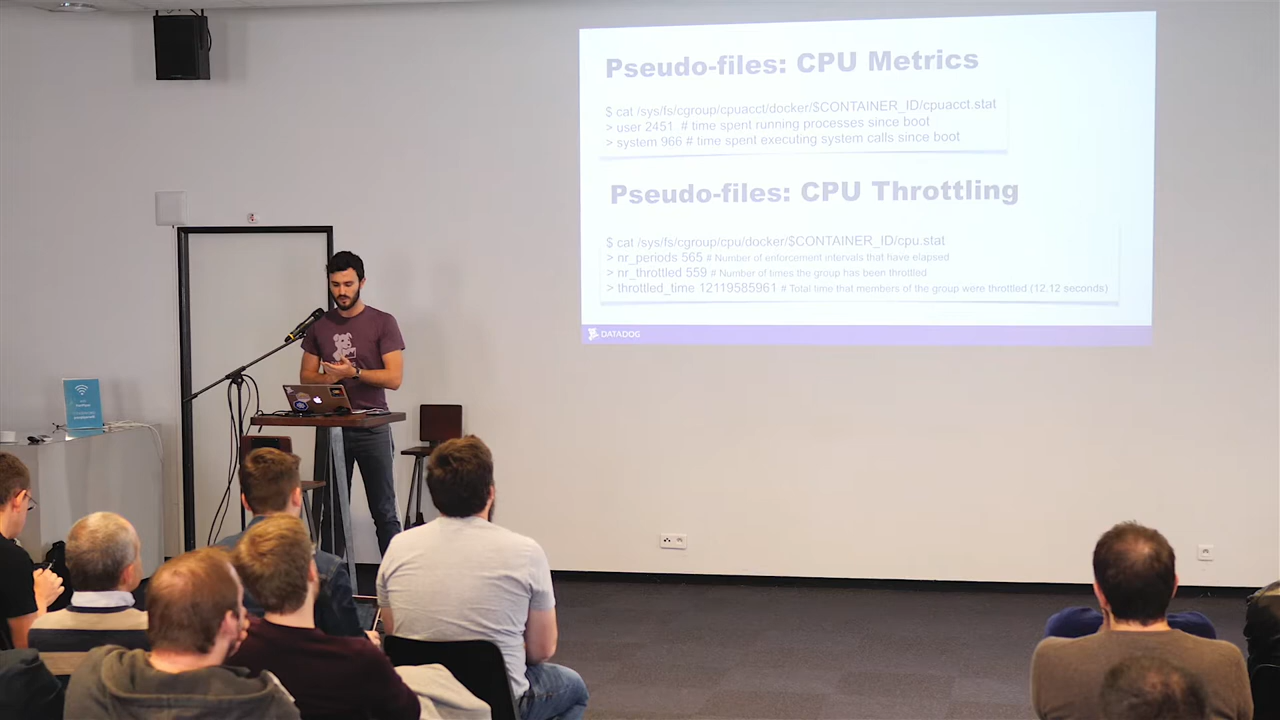 Pseudo-files: CPU Metrics
$ cat /sys/fs/cgroup/cpuacct/docker/$CONTAINER_ID/cpuacct.stat
> user 2451 # time spent running processes since boot
> system 966 # time spent executing system calls since boot
Pseudo-files: CPU Throttling
$ cat /sys/fs/cgroup/cpu/docker/$CONTAINER_ID/cpu.stat
> nr_periods 565 # Number of enforcement intervals that have elapsed
> nr_throttled 559 # Number of times the group has been throttled
> throttled_time 12119585961 # Total time that members of the group were throttled (12.12 seconds)
DATADOG